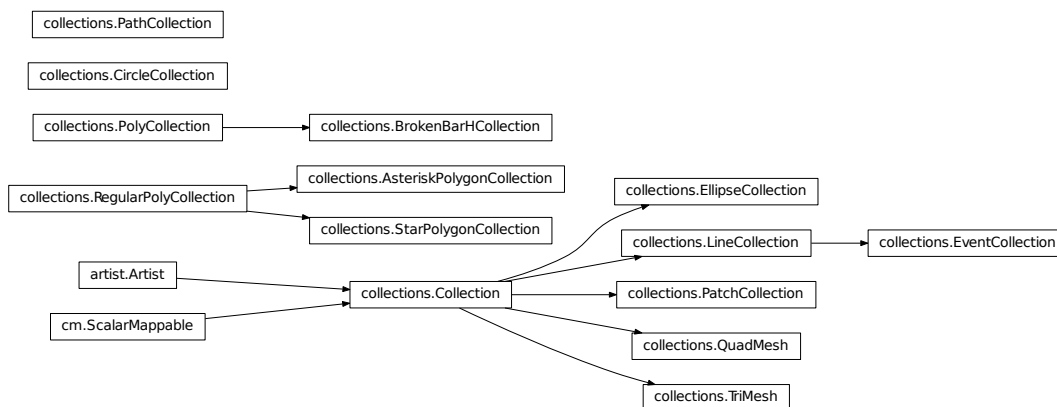 collections.PathCollection
collections.CircleCollection
collections.PolyCollection
collections.BrokenBarHCollection
collections.RegularPolyCollection
collections.AsteriskPolygonCollection
collections.StarPolygonCollection
collections.EllipseCollection
collections.LineCollection
collections.EventCollection
artist.Artist
collections.Collection
collections.PatchCollection
cm.ScalarMappable
collections.QuadMesh
collections.TriMesh